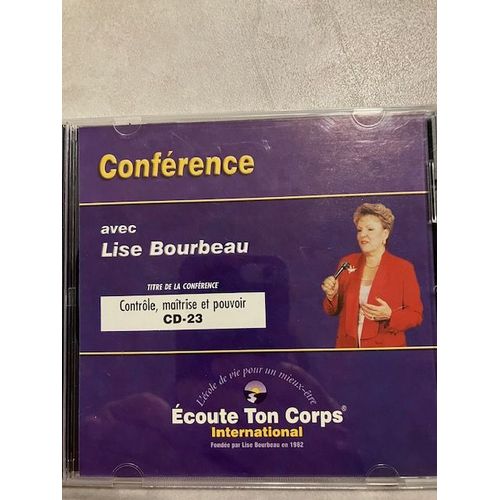 Conférence
avec
Lise Bourbeau
TITRE DE LA CONFÉRENCE
Contrôle, maîtrise et pouvoir
CD-23
L'école de vie pour un mieux-être
Écoute Ton Corps®
International
Fondée par Lise Bourbeau en 1982